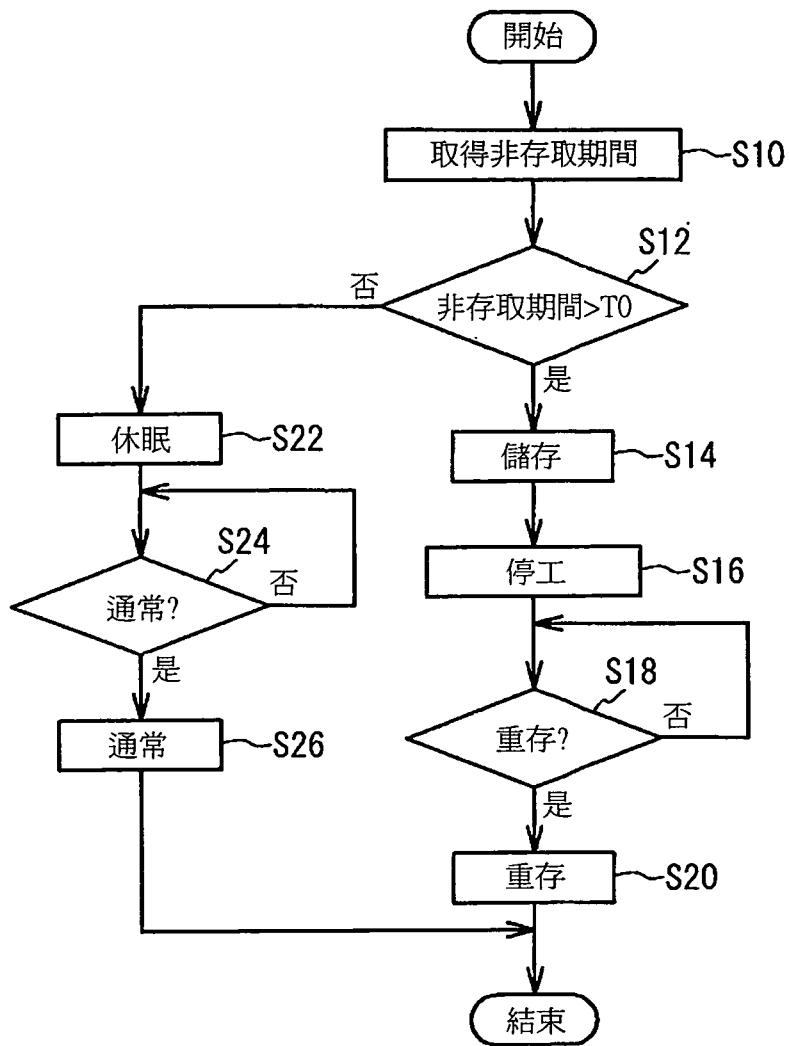 開始
取得非存取期間
S10
S12
非存取期間>T0
否
是
休眠
S22
儲存
S14
S24
通常?
否
停工
S16
是
S18
重存?
否
通常
S26
是
重存
S20
結束